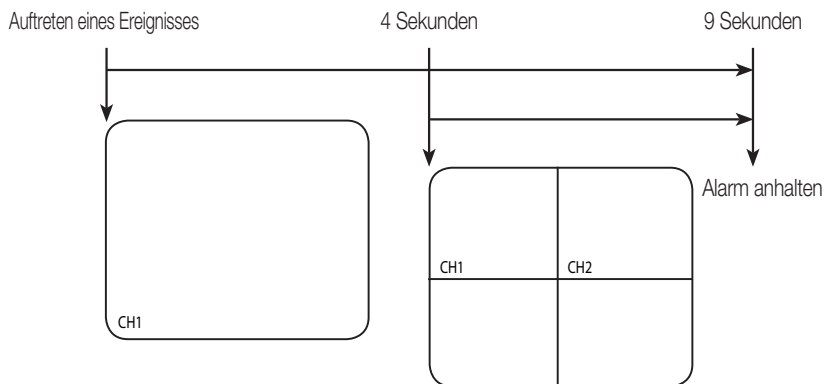 Auftreten eines Ereignisses
4 Sekunden
9 Sekunden
Alarm anhalten
CH1
CH2
CH1